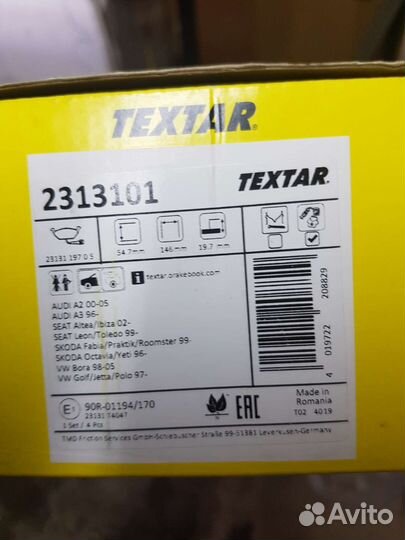 TEXTAR®
2313101
TEXTAR®
23131 197 0 5
54.7mm
146mm
19.7 mm
i textar.brakebook.com
AUDI A2 00-05
AUDI A3 96-
SEAT Altea/Ibiza 02-
SEAT Leon/Toledo 99-
SKODA Fabia/Praktik/Roomster 99-
SKODA Octavia/Yeti 96-
VW Bora 98-05
VW Golf/Jetta/Polo 97-
4 019722 208829
E1 90R-01194/170
23131 T4047
1 Set / 4 Pcs
EAC
Made in
Romania
T02 4019
TMD Friction Services GmbH-Schlebuscher Straße 99-51381 Leverkusen-Germany
Avito